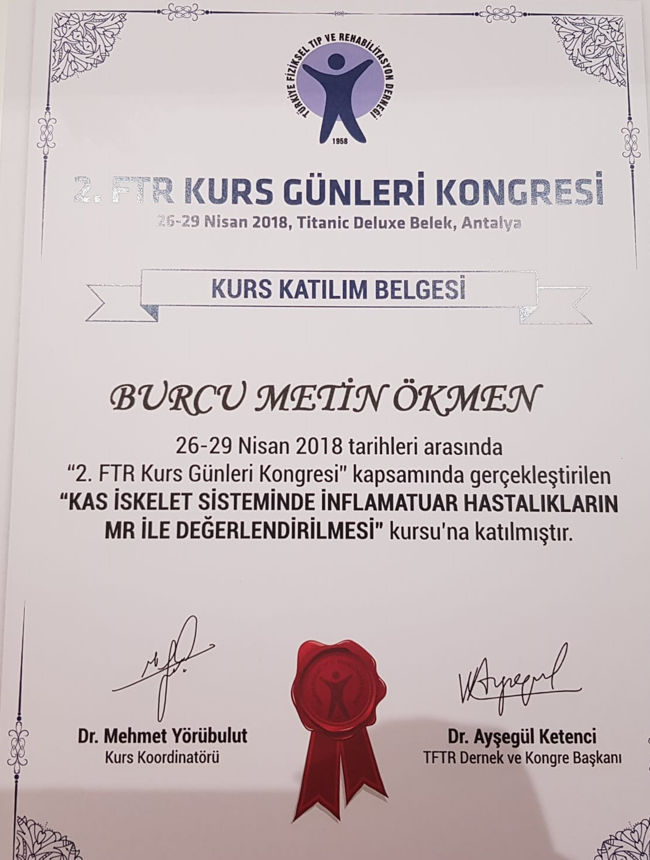 TÜRKİYE FİZİKSEL TIP VE REHABİLİTASYON DERNEĞİ
1958
2. FTR KURS GÜNLERİ KONGRESİ
26-29 Nisan 2018, Titanic Deluxe Belek, Antalya
KURS KATILIM BELGESİ
BURCU METİN ÖKMEN
26-29 Nisan 2018 tarihleri arasında
“2. FTR Kurs Günleri Kongresi” kapsamında gerçekleştirilen
“KAS İSKELET SİSTEMİNDE İNFLAMATUAR HASTALIKLARIN
MR İLE DEĞERLENDİRİLMESİ” kursu'na katılmıştır.
Dr. Mehmet Yörübulut
Kurs Koordinatörü
Dr. Ayşegül Ketenci
TFTR Dernek ve Kongre Başkanı